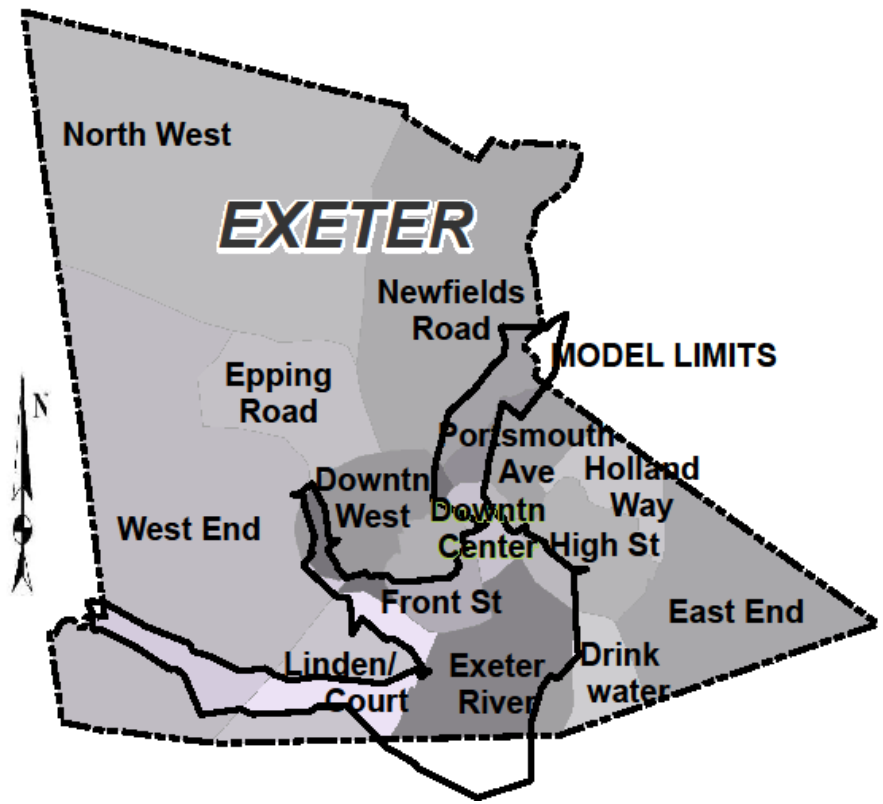 North West
EXETER
Newfields
Road
MODEL LIMITS
Epping
Road
N
Portsmouth
Ave
Holland
Way
Downtn
West
Downtn
Center
High St
West End
Front St
East End
Linden/
Court
Exeter
River
Drink
water